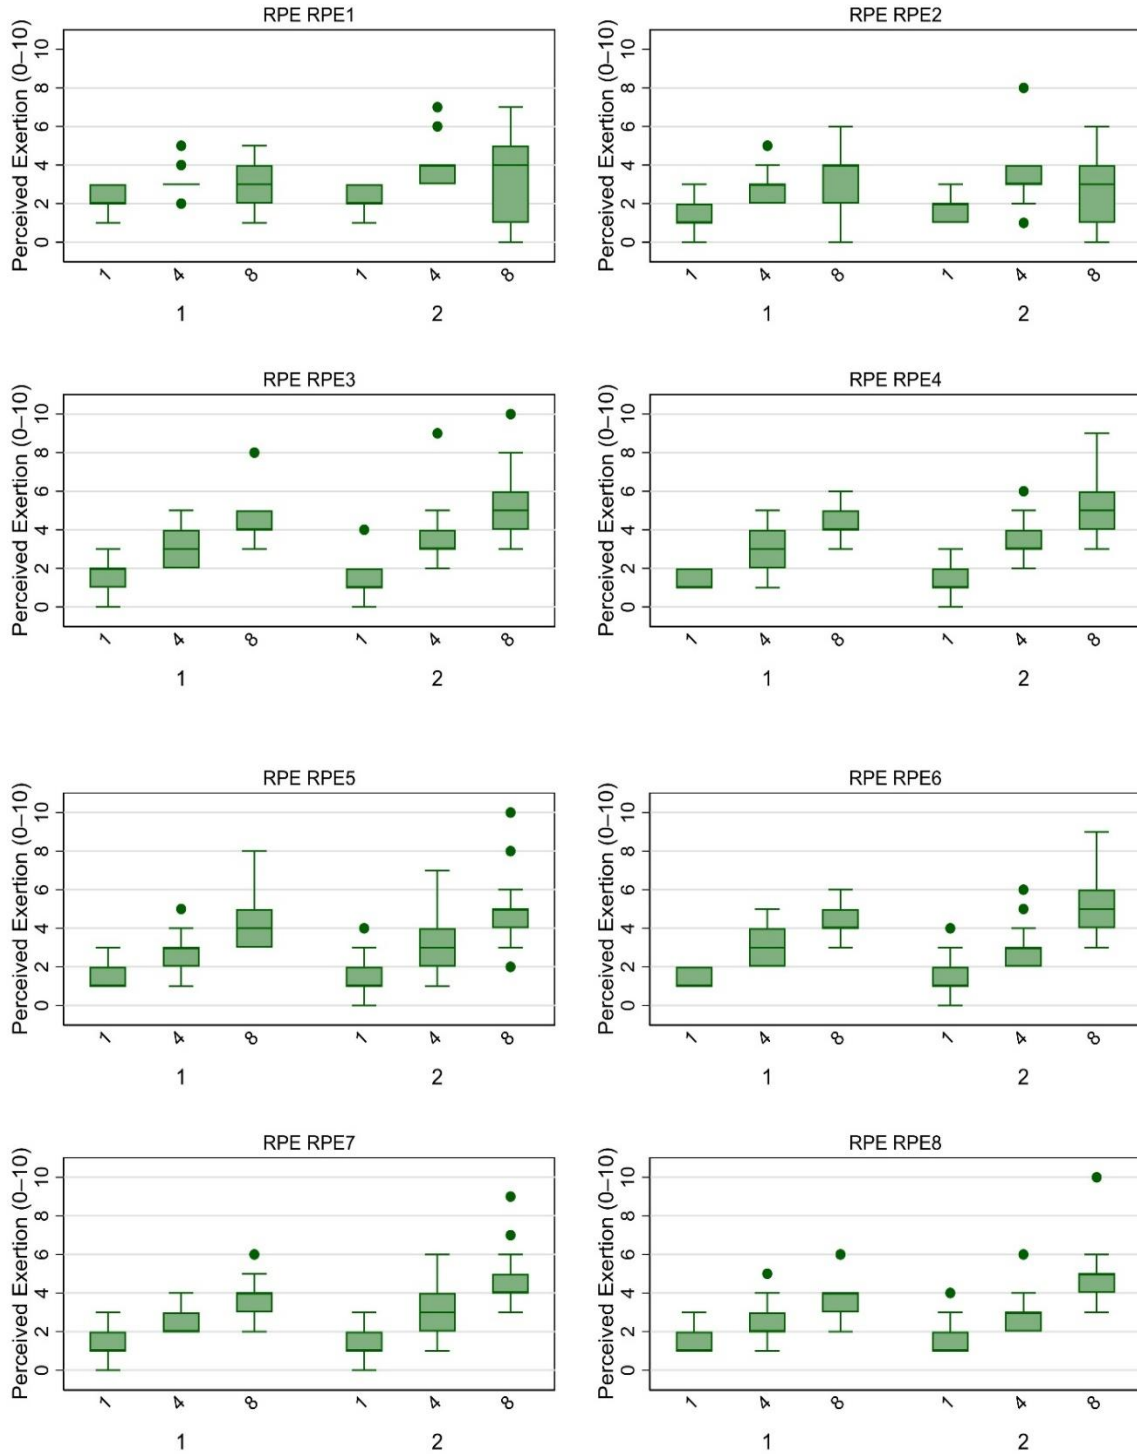 RPE RPE1
Perceived Exertion (0–10)
10
8
6
4
2
0
1 4 8 1 4 8
1 2
RPE RPE2
Perceived Exertion (0–10)
10
8
6
4
2
0
1 4 8 1 4 8
1 2
RPE RPE3
Perceived Exertion (0–10)
10
8
6
4
2
0
1 4 8 1 4 8
1 2
RPE RPE4
Perceived Exertion (0–10)
10
8
6
4
2
0
1 4 8 1 4 8
1 2
RPE RPE5
Perceived Exertion (0–10)
10
8
6
4
2
0
1 4 8 1 4 8
1 2
RPE RPE6
Perceived Exertion (0–10)
10
8
6
4
2
0
1 4 8 1 4 8
1 2
RPE RPE7
Perceived Exertion (0–10)
10
8
6
4
2
0
1 4 8 1 4 8
1 2
RPE RPE8
Perceived Exertion (0–10)
10
8
6
4
2
0
1 4 8 1 4 8
1 2